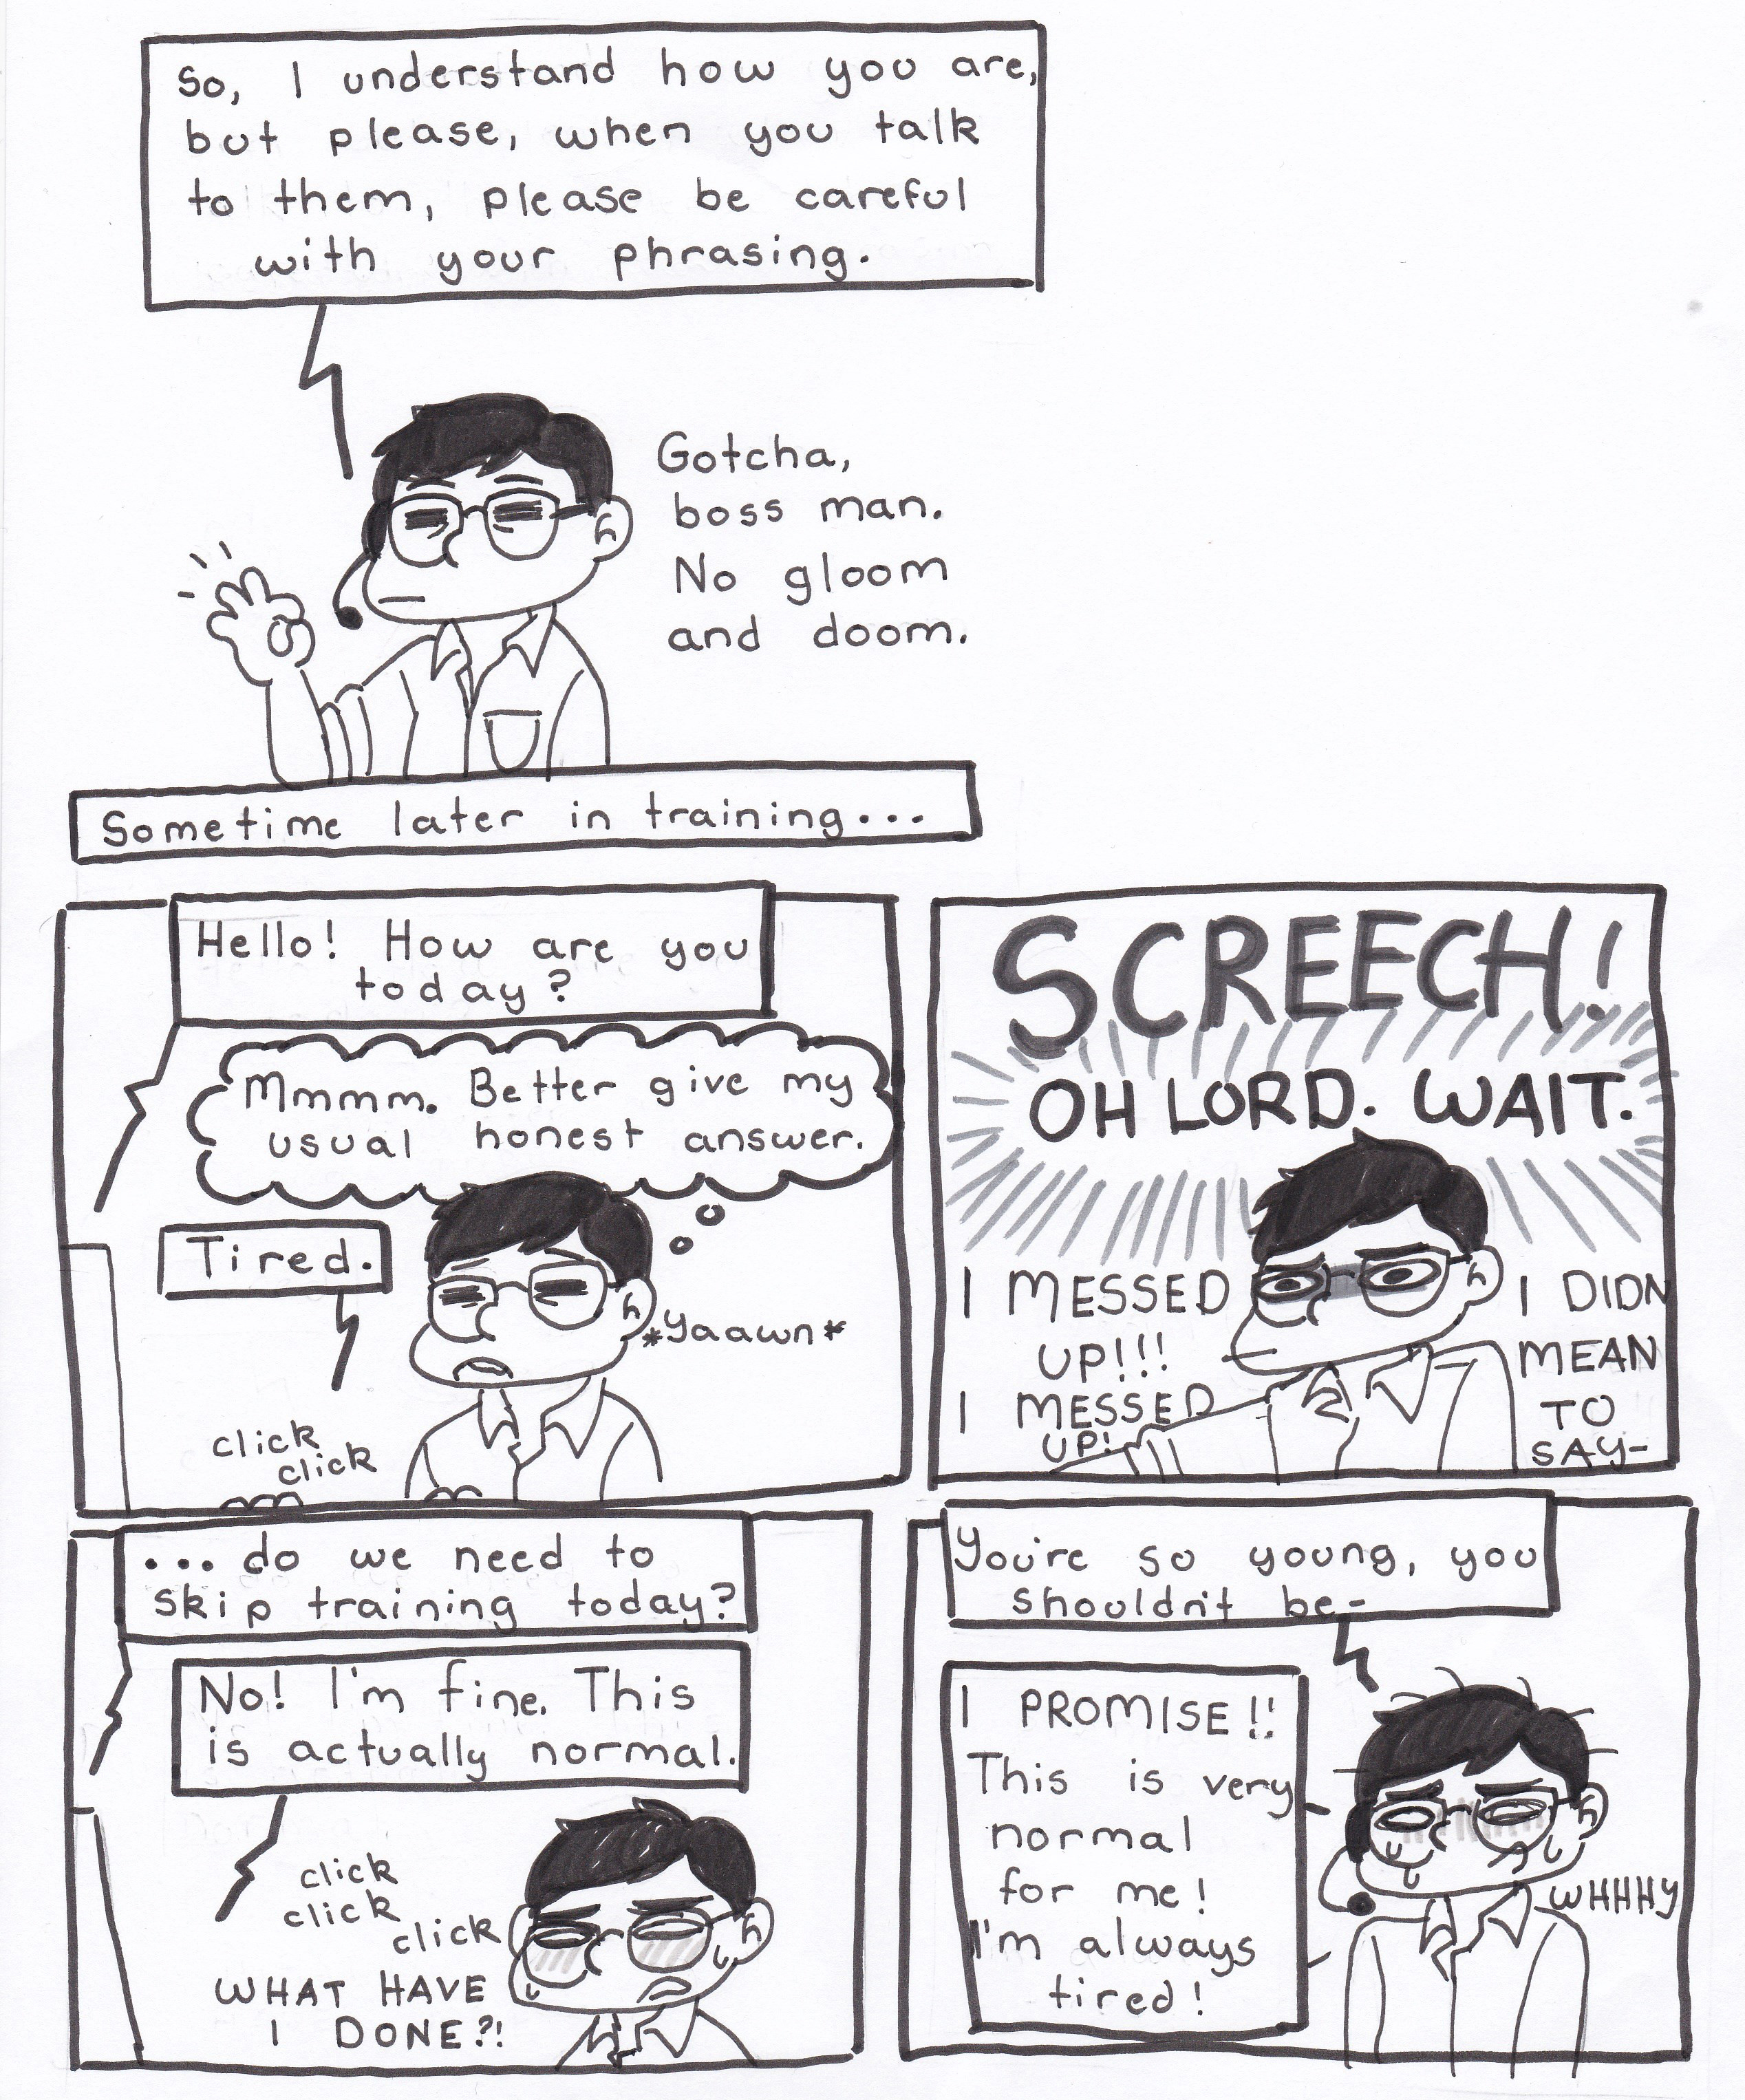 So, I understand how you are,
but please, when you talk
to them, please be careful
with your phrasing.
Gotcha,
boss man.
No gloom
and doom.
Sometime later in training...
Hello! How are you
today?
Mmmm. Better give my
usual honest answer.
Tired.
*yaawn*
click
click
SCREECH!
OH LORD. WAIT.
I MESSED
UP!!!
I MESSED
UP!
I DIDN
MEAN
TO
SAY-
... do we need to
skip training today?
No! I'm fine. This
is actually normal.
click
click
click
WHAT HAVE
I DONE?!
You're so young, you
shouldn't be-
I PROMISE!!
This is very
normal
for me!
I'm always
tired!
WHHHY